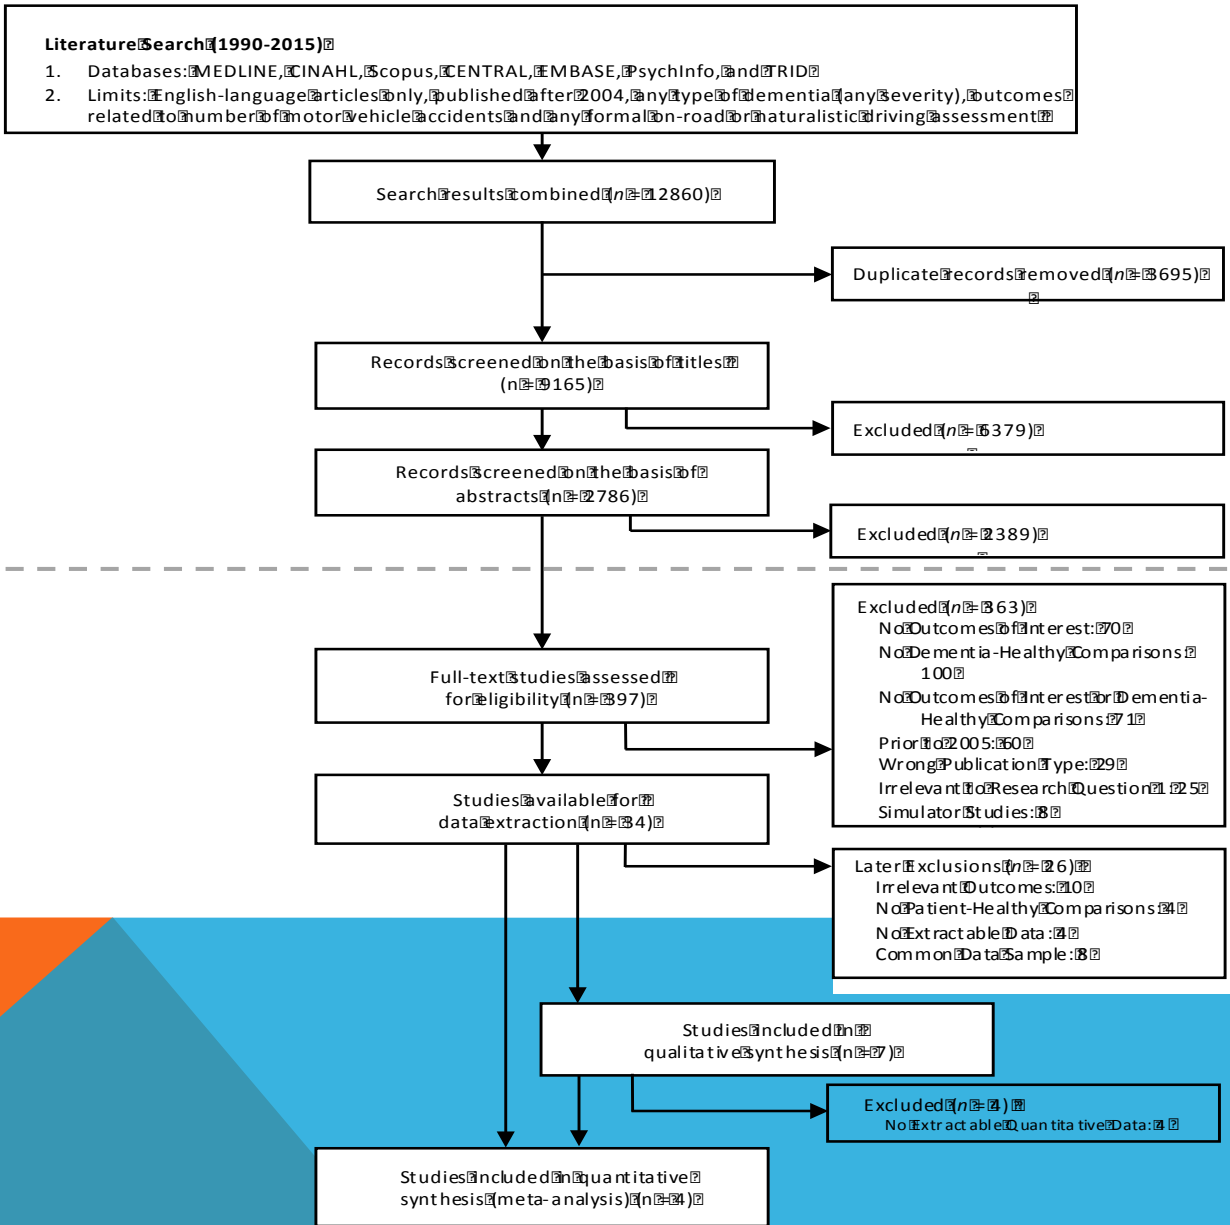 Literature Search (1990-2015)
1. Databases: MEDLINE, CINAHL, Scopus, CENTRAL, EMBASE, PsychInfo, and TRID
2. Limits: English-language articles only, published after 2004, any type of dementia (any severity), outcomes
related to number of motor vehicle accidents and any formal on-road or naturalistic driving assessment
Search results combined (n = 12860)
Duplicate records removed (n = 3695)
Records screened on the basis of titles
(n = 9165)
Excluded (n = 6379)
Records screened on the basis of
abstracts (n = 2786)
Excluded (n = 2389)
Excluded (n = 363)
No Outcomes of Interest: 70
No Dementia-Healthy Comparisons:
100
No Outcomes of Interest or Dementia-
Healthy Comparisons: 71
Prior to 2005: 60
Wrong Publication Type: 29
Irrelevant to Research Question 1: 25
Simulator Studies: 8
Full-text studies assessed
for eligibility (n = 397)
Studies available for
data extraction (n = 34)
Later Exclusions (n = 26)
Irrelevant Outcomes: 10
No Patient-Healthy Comparisons: 4
No Extractable Data: 4
Common Data Sample: 8
Studies included in
qualitative synthesis (n = 7)
Excluded (n = 4)
No Extractable Quantitative Data: 4
Studies included in quantitative
synthesis (meta-analysis) (n = 4)